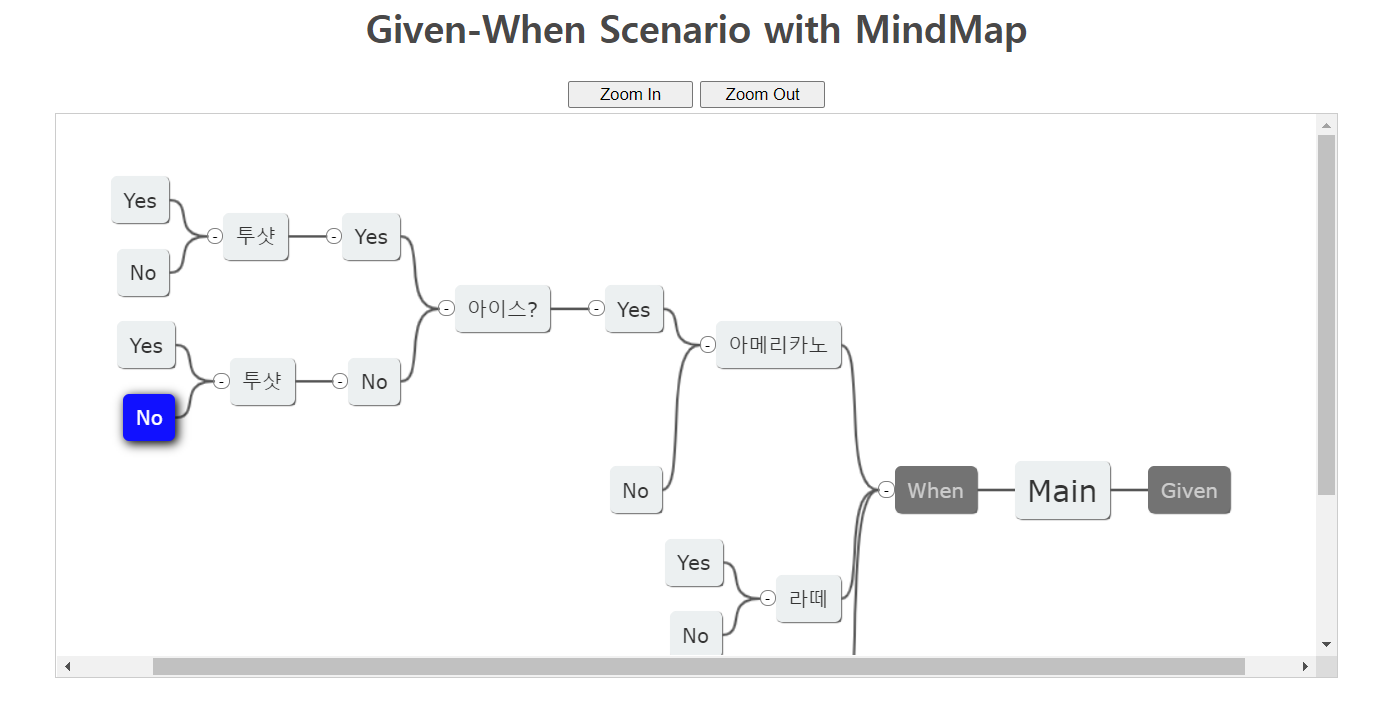 Given-When Scenario with MindMap
Zoom In Zoom Out
Yes
투샷 - Yes
No
아이스? - Yes
Yes
아메리카노
투샷 - No
No
No
When Main Given
Yes
라떼
No